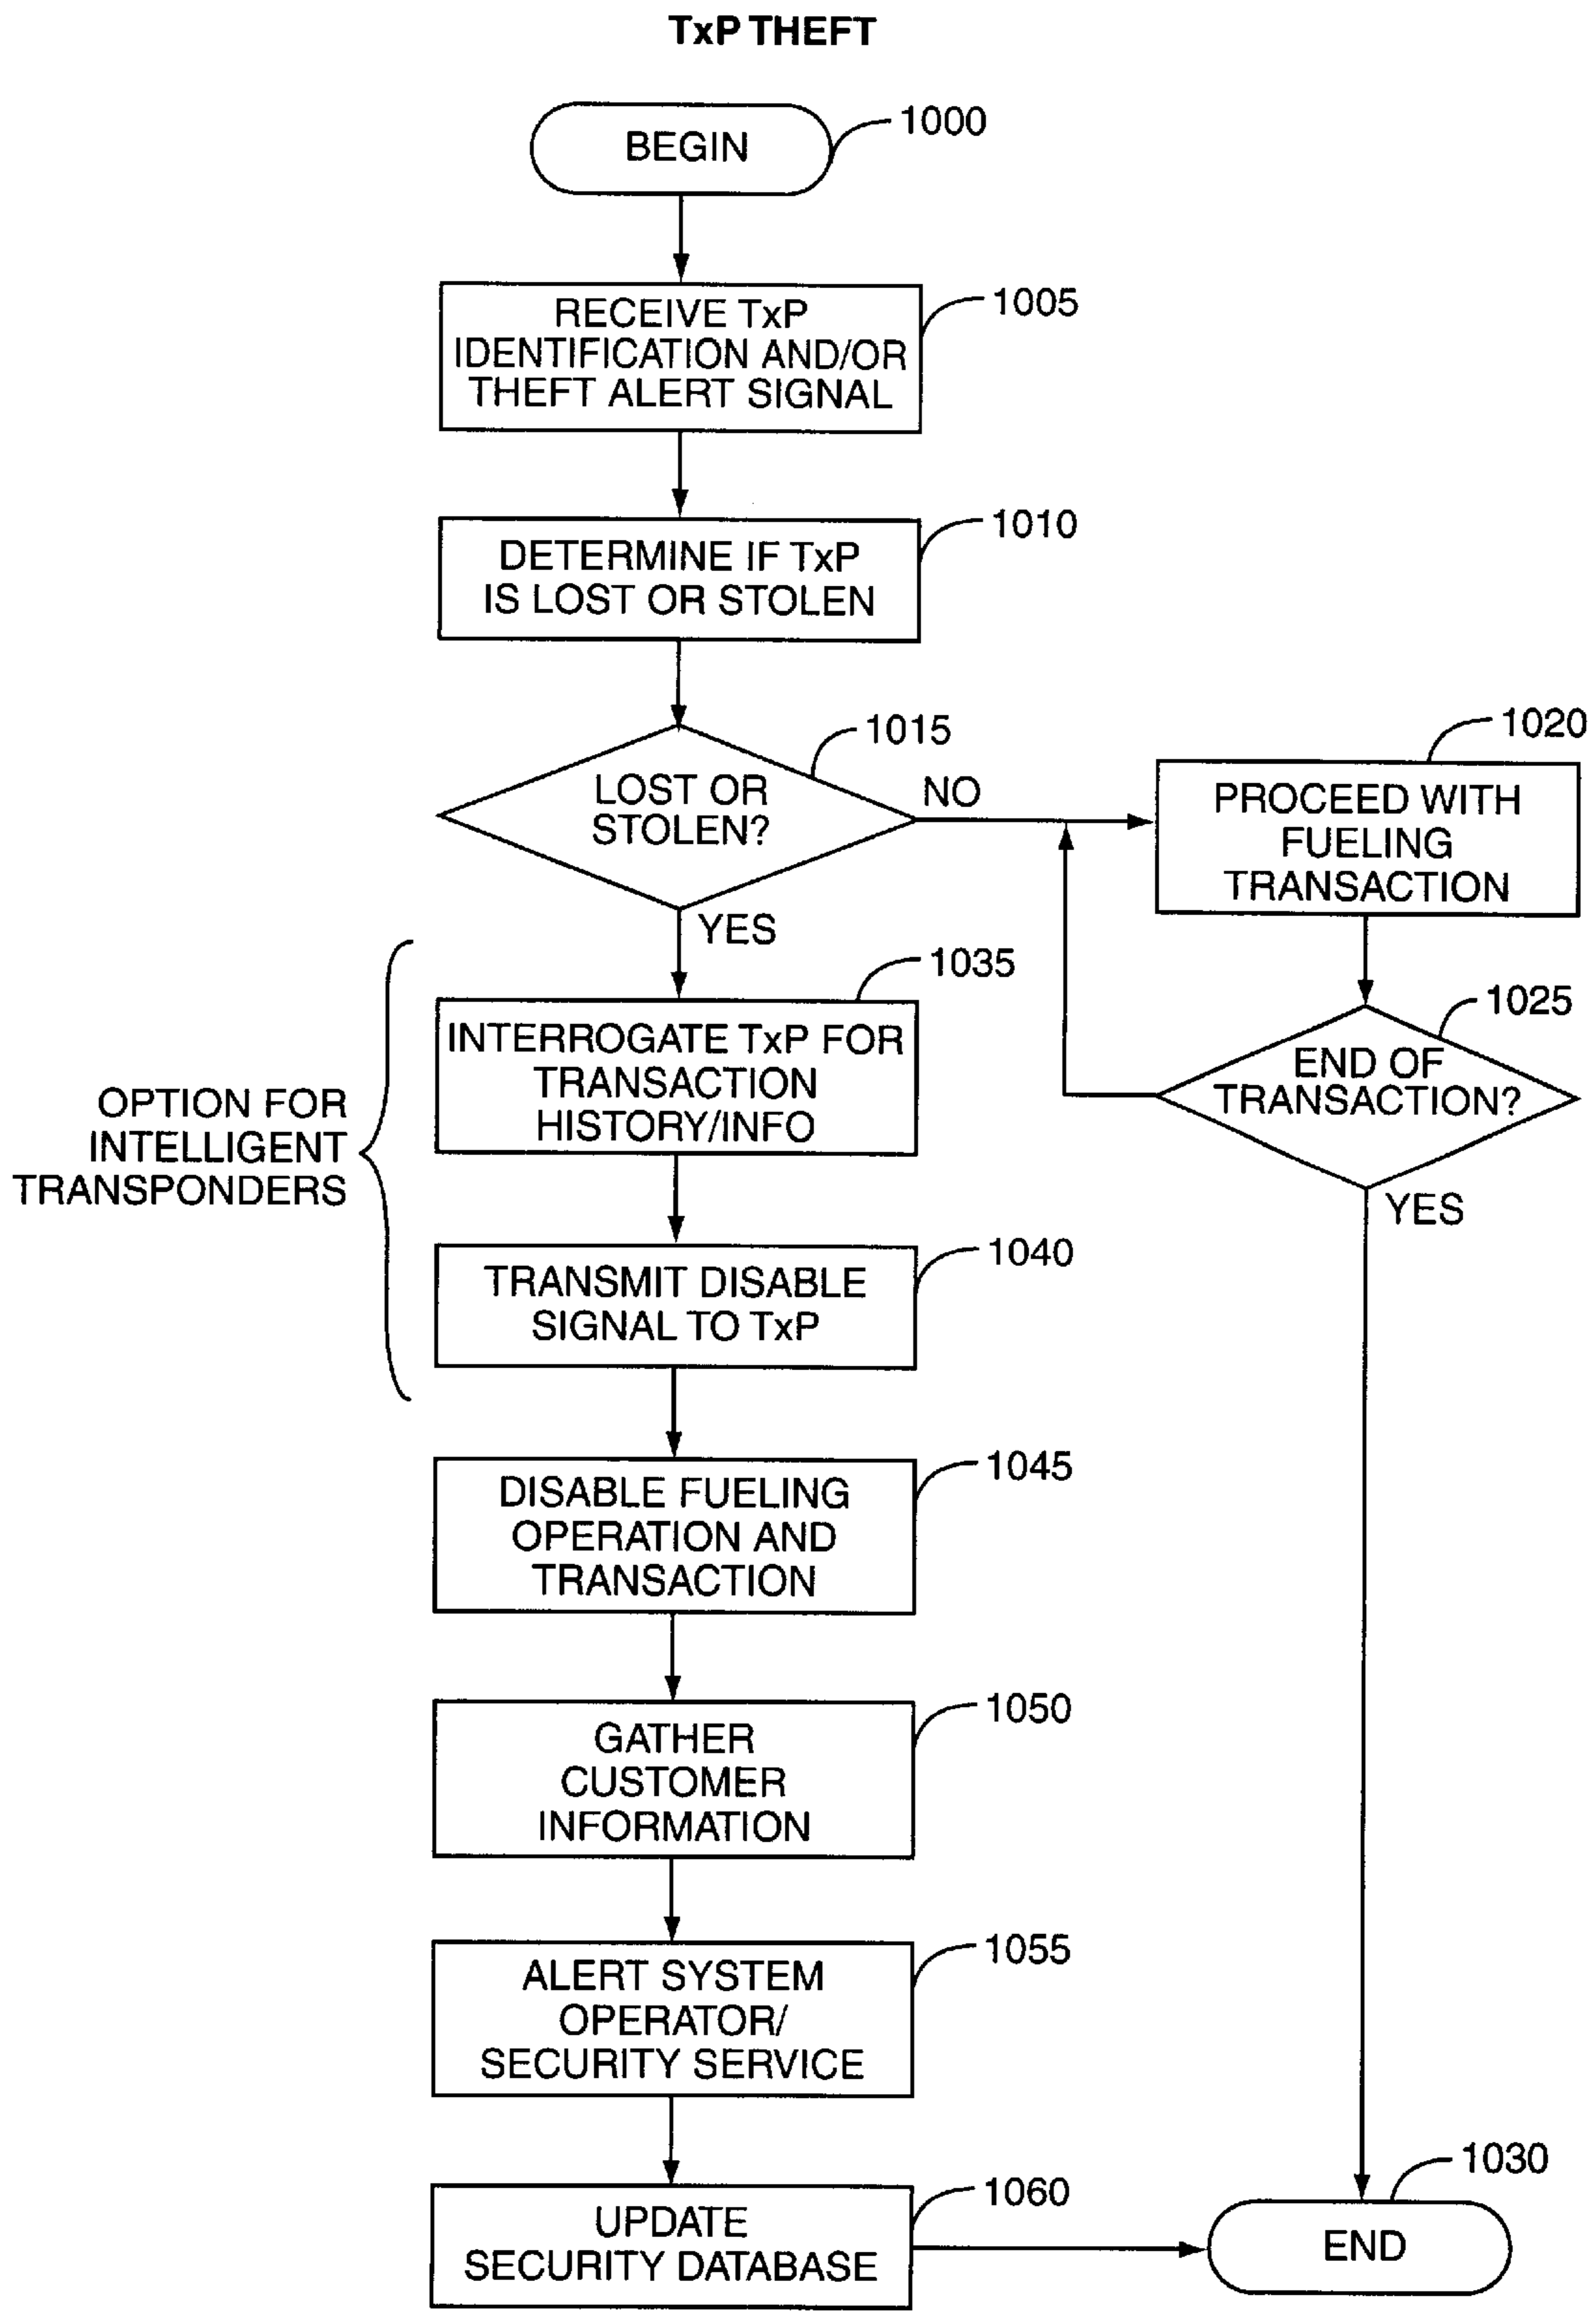 TxP THEFT
BEGIN
1000
RECEIVE TxP
IDENTIFICATION AND/OR
THEFT ALERT SIGNAL
1005
DETERMINE IF TxP
IS LOST OR STOLEN
1010
LOST OR
STOLEN?
1015
NO
YES
PROCEED WITH
FUELING
TRANSACTION
1020
END OF
TRANSACTION?
1025
YES
OPTION FOR
INTELLIGENT
TRANSPONDERS
INTERROGATE TxP FOR
TRANSACTION
HISTORY/INFO
1035
TRANSMIT DISABLE
SIGNAL TO TxP
1040
DISABLE FUELING
OPERATION AND
TRANSACTION
1045
GATHER
CUSTOMER
INFORMATION
1050
ALERT SYSTEM
OPERATOR/
SECURITY SERVICE
1055
UPDATE
SECURITY DATABASE
1060
END
1030